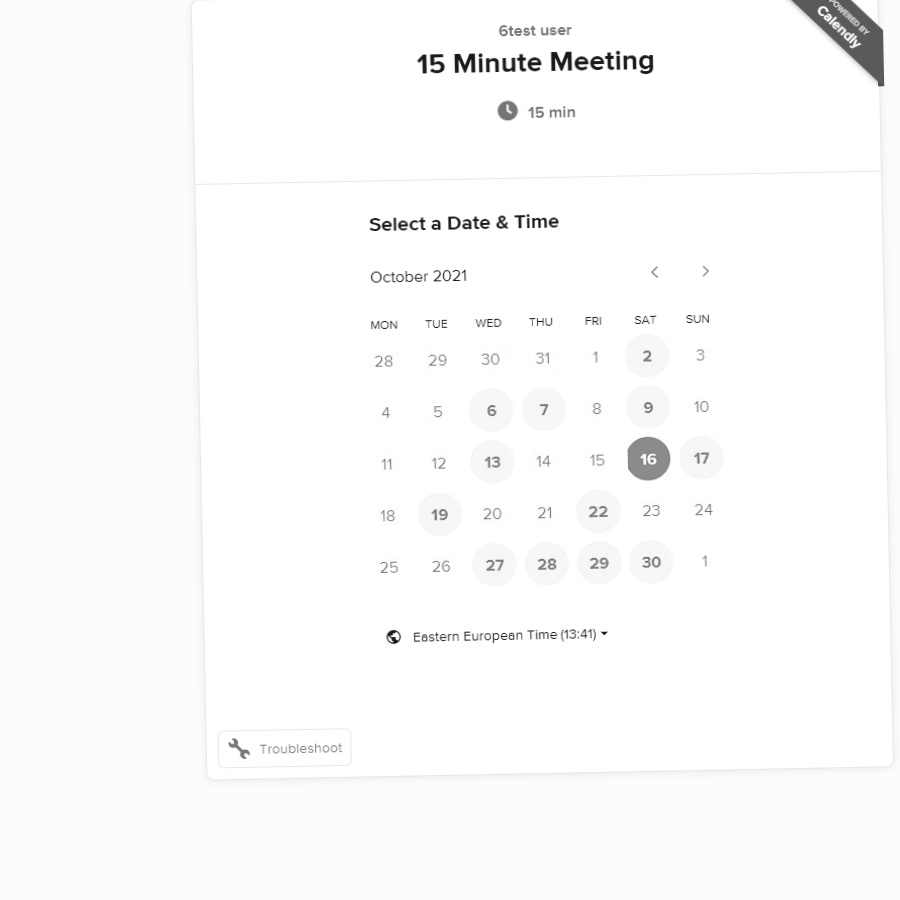 POWERED BY
Calendly
6test user
15 Minute Meeting
15 min
Select a Date & Time
October 2021
MON TUE WED THU FRI SAT SUN
28 29 30 31 1 2 3
4 5 6 7 8 9 10
11 12 13 14 15 16 17
18 19 20 21 22 23 24
25 26 27 28 29 30 1
Eastern European Time (13:41)
Troubleshoot